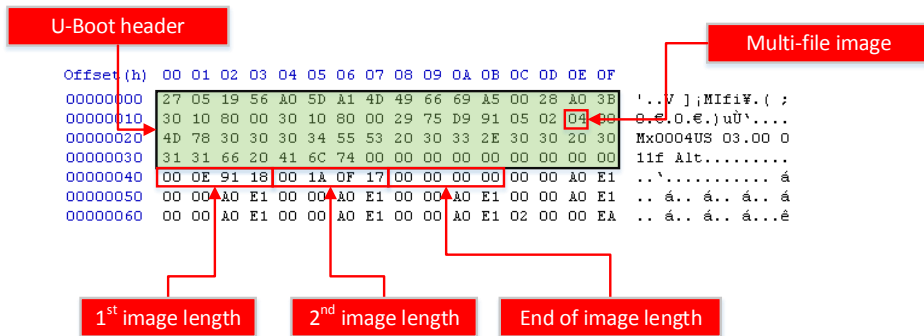 U-Boot header
Multi-file image
Offset(h) 00 01 02 03 04 05 06 07 08 09 0A 0B 0C 0D 0E 0F
00000000 27 05 19 56 A0 5D A1 4D 49 66 69 A5 00 28 A0 3B '..V ]¡MIfi¥.( ;
00000010 30 10 80 00 30 10 80 00 29 75 D9 91 05 02 04 00 0.€.0.€.)uÙ‘....
00000020 4D 78 30 30 30 34 55 53 20 30 33 2E 30 30 20 30 Mx0004US 03.00 0
00000030 31 31 66 20 41 6C 74 00 00 00 00 00 00 00 00 00 11f Alt.........
00000040 00 0E 91 18 00 1A 0F 17 00 00 00 00 00 00 A0 E1 ..‘........... á
00000050 00 00 A0 E1 00 00 A0 E1 00 00 A0 E1 00 00 A0 E1 .. á.. á.. á.. á
00000060 00 00 A0 E1 00 00 A0 E1 00 00 A0 E1 02 00 00 EA .. á.. á.. á...ê
1st image length
2nd image length
End of image length